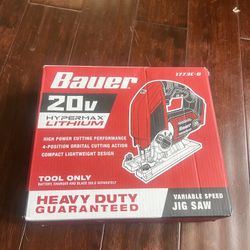 Bauer
1773C-B
20v
HYPERMAX
LITHIUM
HIGH POWER CUTTING PERFORMANCE
4-POSITION ORBITAL CUTTING ACTION
COMPACT LIGHTWEIGHT DESIGN
TOOL ONLY
BATTERY, CHARGER AND BLADE SOLD SEPARATELY
HEAVY DUTY
GUARANTEED
VARIABLE SPEED
JIG SAW